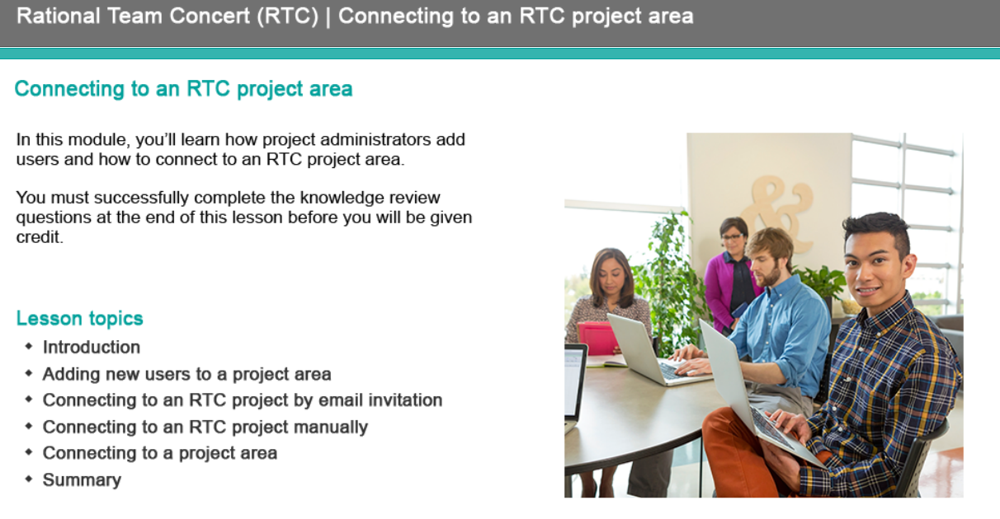 Rational Team Concert (RTC) | Connecting to an RTC project area
Connecting to an RTC project area
In this module, you’ll learn how project administrators add
users and how to connect to an RTC project area.
You must successfully complete the knowledge review
questions at the end of this lesson before you will be given
credit.
Lesson topics
Introduction
Adding new users to a project area
Connecting to an RTC project by email invitation
Connecting to an RTC project manually
Connecting to a project area
Summary
&